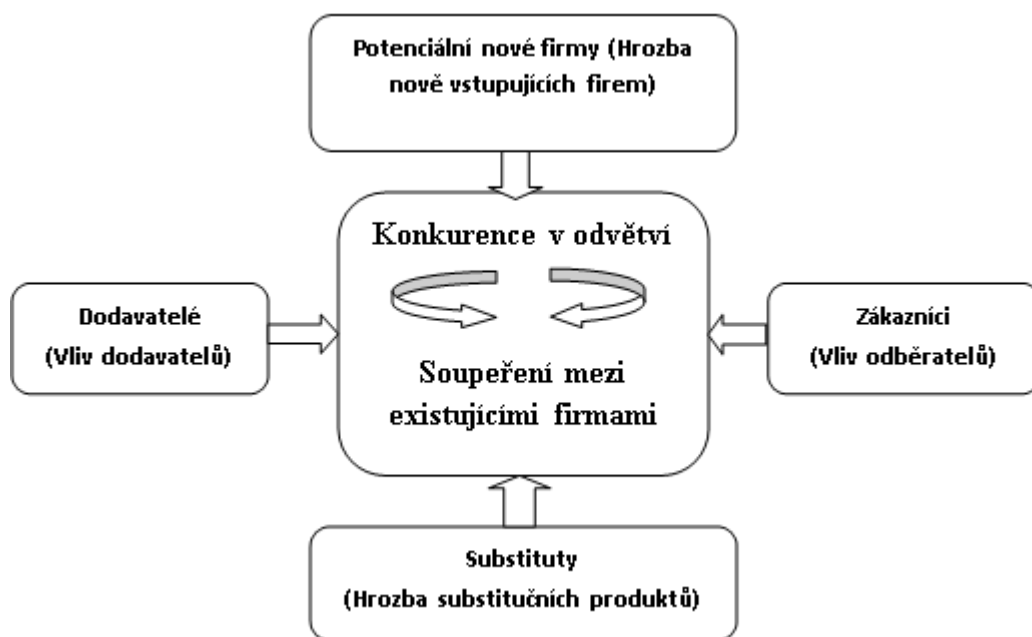 Potenciální nové firmy (Hrozba
nově vstupujících firem)
Konkurence v odvětví
Dodavatelé
(Vliv dodavatelů)
Zákazníci
(Vliv odběratelů)
Soupeření mezi
existujícími firmami
Substituty
(Hrozba substitučních produktů)